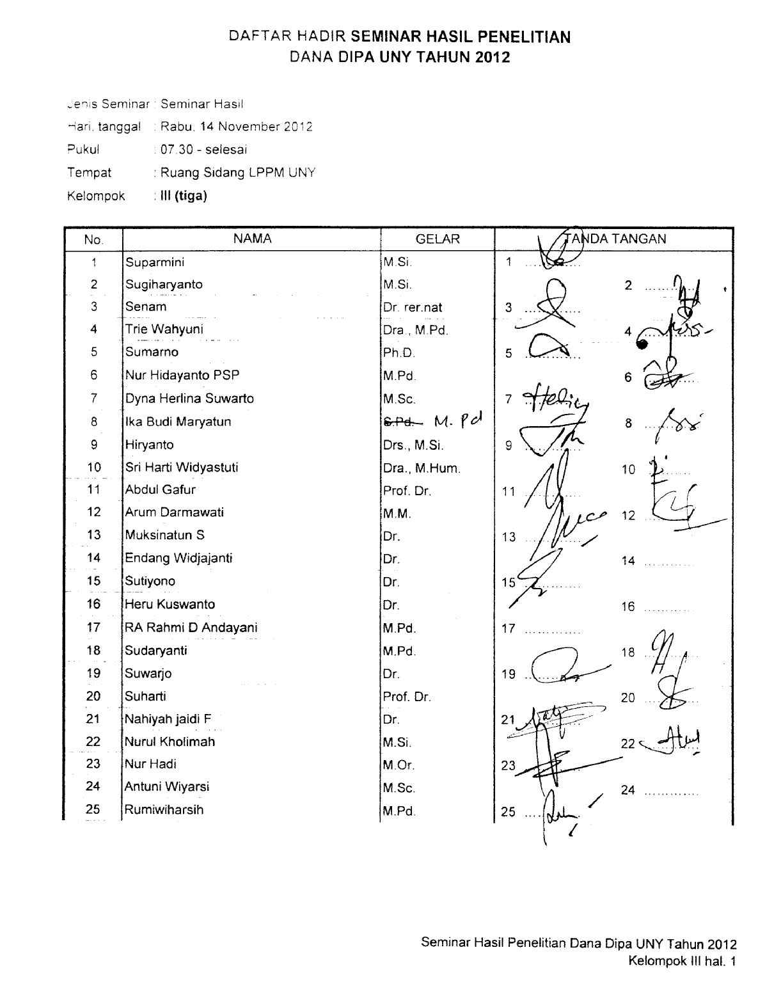 DAFTAR HADIR SEMINAR HASIL PENELITIAN
DANA DIPA UNY TAHUN 2012
Jenis Seminar : Seminar Hasil
Hari, tanggal : Rabu, 14 November 2012
Pukul : 07.30 - selesai
Tempat : Ruang Sidang LPPM UNY
Kelompok : III (tiga)
No. NAMA GELAR TANDA TANGAN
1 Suparmini M.Si. 1
2 Sugiharyanto M.Si. 2
3 Senam Dr. rer.nat 3
4 Trie Wahyuni Dra., M.Pd. 4
5 Sumarno Ph.D. 5
6 Nur Hidayanto PSP M.Pd. 6
7 Dyna Herlina Suwarto M.Sc. 7
8 Ika Budi Maryatun S.Pd. M. Pd 8
9 Hiryanto Drs., M.Si. 9
10 Sri Harti Widyastuti Dra., M.Hum. 10
11 Abdul Gafur Prof. Dr. 11
12 Arum Darmawati M.M. 12
13 Muksinatun S Dr. 13
14 Endang Widjajanti Dr. 14 ............
15 Sutiyono Dr. 15
16 Heru Kuswanto Dr. 16 ............
17 RA Rahmi D Andayani M.Pd. 17 .............
18 Sudaryanti M.Pd. 18
19 Suwarjo Dr. 19
20 Suharti Prof. Dr. 20
21 Nahiyah jaidi F Dr. 21
22 Nurul Kholimah M.Si. 22
23 Nur Hadi M.Or. 23
24 Antuni Wiyarsi M.Sc. 24 .............
25 Rumiwiharsih M.Pd. 25
Seminar Hasil Penelitian Dana Dipa UNY Tahun 2012
Kelompok III hal. 1